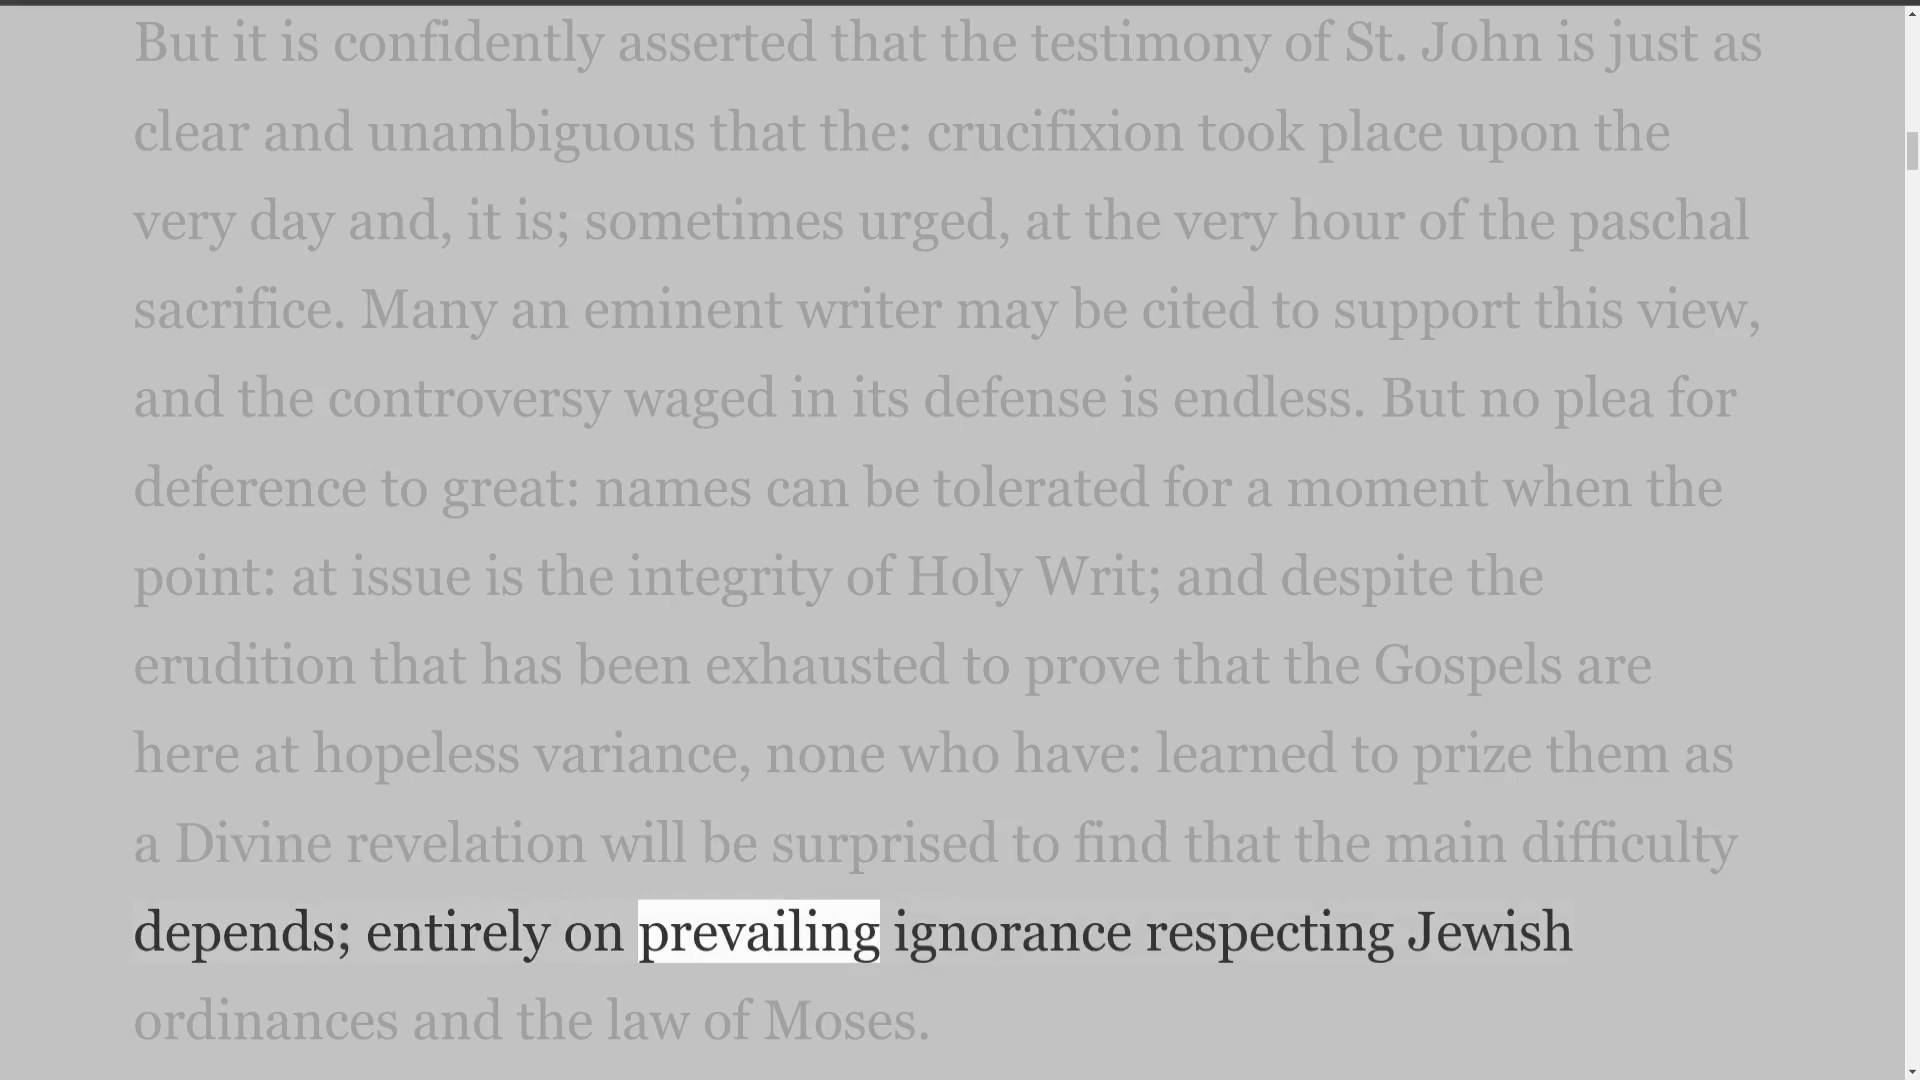 But it is confidently asserted that the testimony of St. John is just as
clear and unambiguous that the: crucifixion took place upon the
very day and, it is; sometimes urged, at the very hour of the paschal
sacrifice. Many an eminent writer may be cited to support this view,
and the controversy waged in its defense is endless. But no plea for
deference to great: names can be tolerated for a moment when the
point: at issue is the integrity of Holy Writ; and despite the
erudition that has been exhausted to prove that the Gospels are
here at hopeless variance, none who have: learned to prize them as
a Divine revelation will be surprised to find that the main difficulty
depends; entirely on prevailing ignorance respecting Jewish
ordinances and the law of Moses.